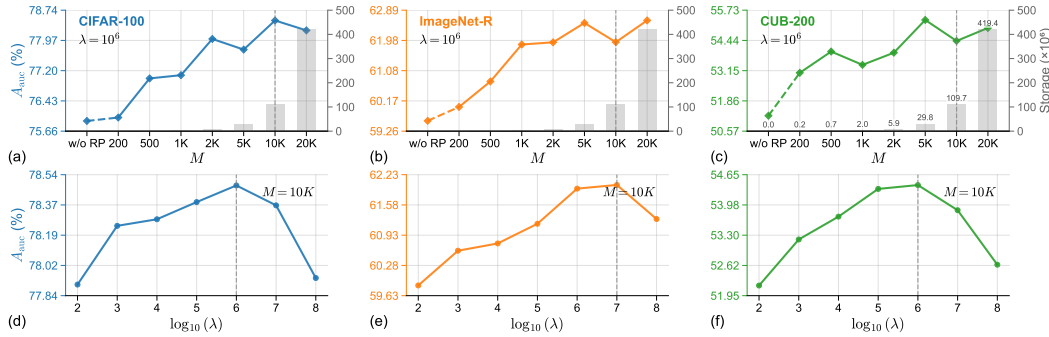 CIFAR-100
λ = 10⁶
A_auc (%)
78.74
77.97
77.20
76.43
75.66
500
400
300
200
100
0
w/o RP 200 500 1K 2K 5K 10K 20K
M
(a)
ImageNet-R
λ = 10⁶
62.89
61.98
61.08
60.17
59.26
500
400
300
200
100
0
w/o RP 200 500 1K 2K 5K 10K 20K
M
(b)
CUB-200
λ = 10⁶
55.73
54.44
53.15
51.86
50.57
0.0 0.2 0.7 2.0 5.9 29.8 109.7 419.4
500
400
300
200
100
0
Storage (×10⁶)
w/o RP 200 500 1K 2K 5K 10K 20K
M
(c)
M = 10K
A_auc (%)
78.54
78.37
78.19
78.02
77.84
2 3 4 5 6 7 8
log₁₀ (λ)
(d)
M = 10K
62.23
61.58
60.93
60.28
59.63
2 3 4 5 6 7 8
log₁₀ (λ)
(e)
M = 10K
54.65
53.98
53.30
52.62
51.95
2 3 4 5 6 7 8
log₁₀ (λ)
(f)